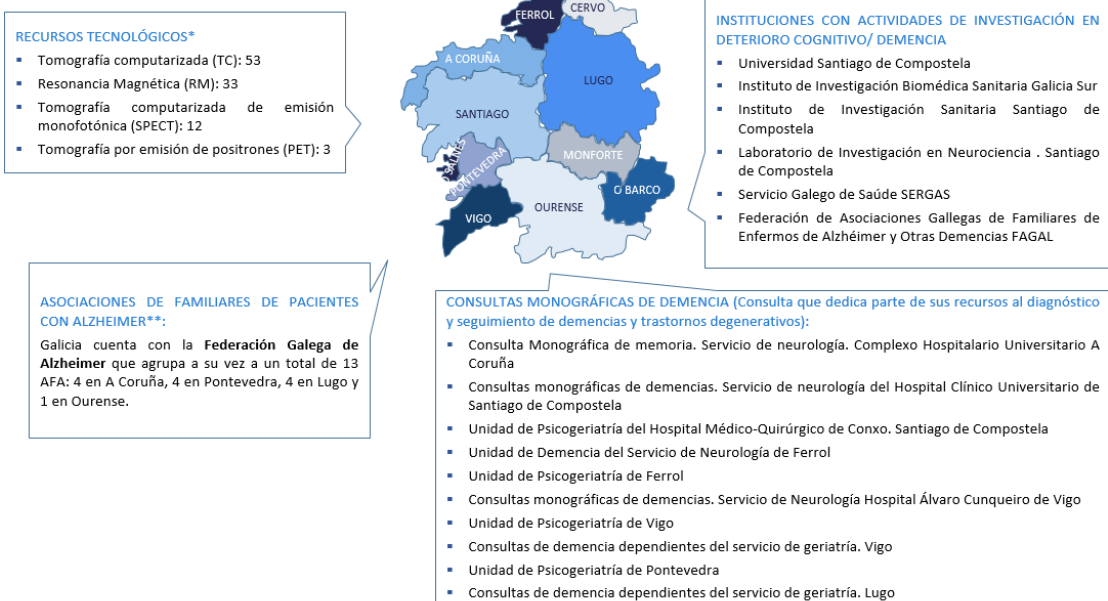 RECURSOS TECNOLÓGICOS*
▪ Tomografía computarizada (TC): 53
▪ Resonancia Magnética (RM): 33
▪ Tomografía computarizada de emisión
monofotónica (SPECT): 12
▪ Tomografía por emisión de positrones (PET): 3
FERROL
CERVO
A CORUÑA
LUGO
SANTIAGO
O SALNÉS
PONTEVEDRA
MONFORTE
O BARCO
VIGO
OURENSE
INSTITUCIONES CON ACTIVIDADES DE INVESTIGACIÓN EN
DETERIORO COGNITIVO/ DEMENCIA
▪ Universidad Santiago de Compostela
▪ Instituto de Investigación Biomédica Sanitaria Galicia Sur
▪ Instituto de Investigación Sanitaria Santiago de
Compostela
▪ Laboratorio de Investigación en Neurociencia . Santiago
de Compostela
▪ Servicio Galego de Saúde SERGAS
▪ Federación de Asociaciones Gallegas de Familiares de
Enfermos de Alzhéimer y Otras Demencias FAGAL
ASOCIACIONES DE FAMILIARES DE PACIENTES
CON ALZHEIMER**:
Galicia cuenta con la Federación Galega de
Alzheimer que agrupa a su vez a un total de 13
AFA: 4 en A Coruña, 4 en Pontevedra, 4 en Lugo y
1 en Ourense.
CONSULTAS MONOGRÁFICAS DE DEMENCIA (Consulta que dedica parte de sus recursos al diagnóstico
y seguimiento de demencias y trastornos degenerativos):
▪ Consulta Monográfica de memoria. Servicio de neurología. Complexo Hospitalario Universitario A
Coruña
▪ Consultas monográficas de demencias. Servicio de neurología del Hospital Clínico Universitario de
Santiago de Compostela
▪ Unidad de Psicogeriatría del Hospital Médico-Quirúrgico de Conxo. Santiago de Compostela
▪ Unidad de Demencia del Servicio de Neurología de Ferrol
▪ Unidad de Psicogeriatría de Ferrol
▪ Consultas monográficas de demencias. Servicio de Neurología Hospital Álvaro Cunqueiro de Vigo
▪ Unidad de Psicogeriatría de Vigo
▪ Consultas de demencia dependientes del servicio de geriatría. Vigo
▪ Unidad de Psicogeriatría de Pontevedra
▪ Consultas de demencia dependientes del servicio de geriatría. Lugo